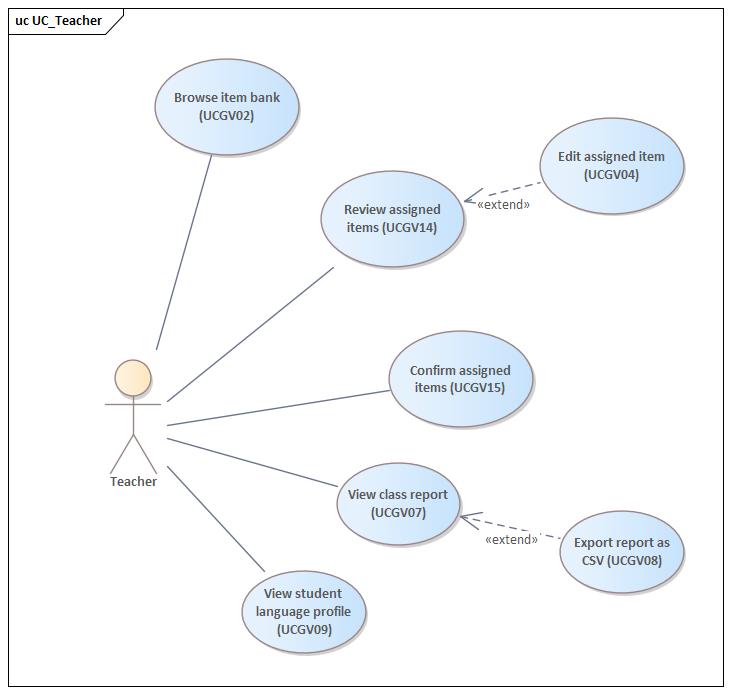 uc UC_Teacher
Browse item bank
(UCGV02)
Edit assigned item
(UCGV04)
Review assigned
items (UCGV14)
«extend»
Confirm assigned
items (UCGV15)
Teacher
View class report
(UCGV07)
«extend»
Export report as
CSV (UCGV08)
View student
language profile
(UCGV09)